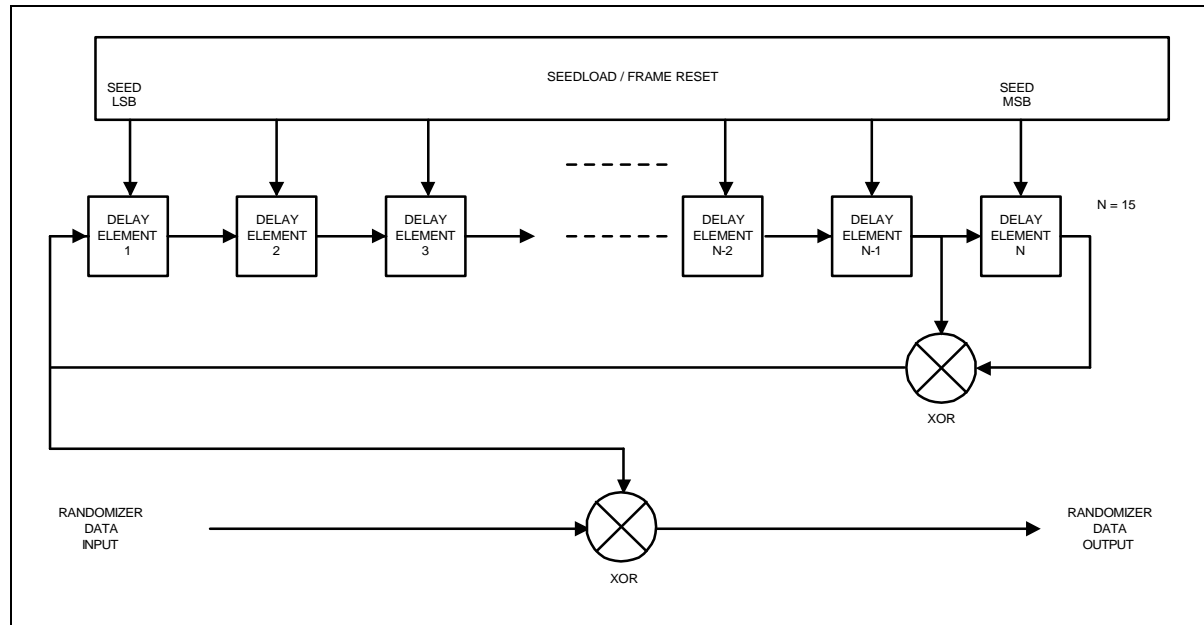 SEEDLOAD / FRAME RESET
SEED
LSB
SEED
MSB
DELAY
ELEMENT
1
DELAY
ELEMENT
2
DELAY
ELEMENT
3
DELAY
ELEMENT
N-2
DELAY
ELEMENT
N-1
DELAY
ELEMENT
N
N = 15
XOR
RANDOMIZER
DATA
INPUT
XOR
RANDOMIZER
DATA
OUTPUT